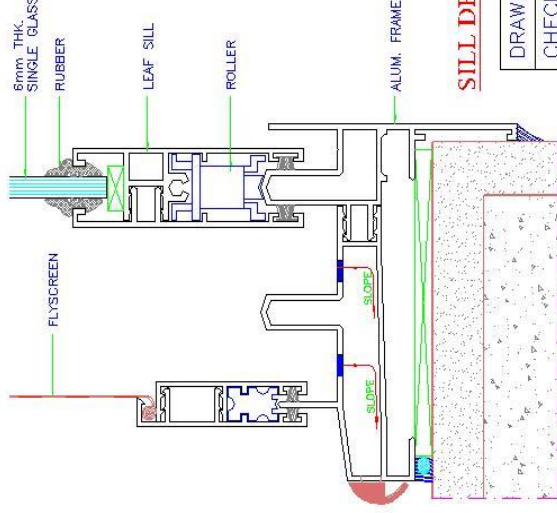 6mm THK.
SINGLE GLASS
RUBBER
LEAF SILL
ROLLER
ALUM. FRAME
FLYSCREEN
SLOPE
SLOPE
SILL DE
DRAW
CHEC